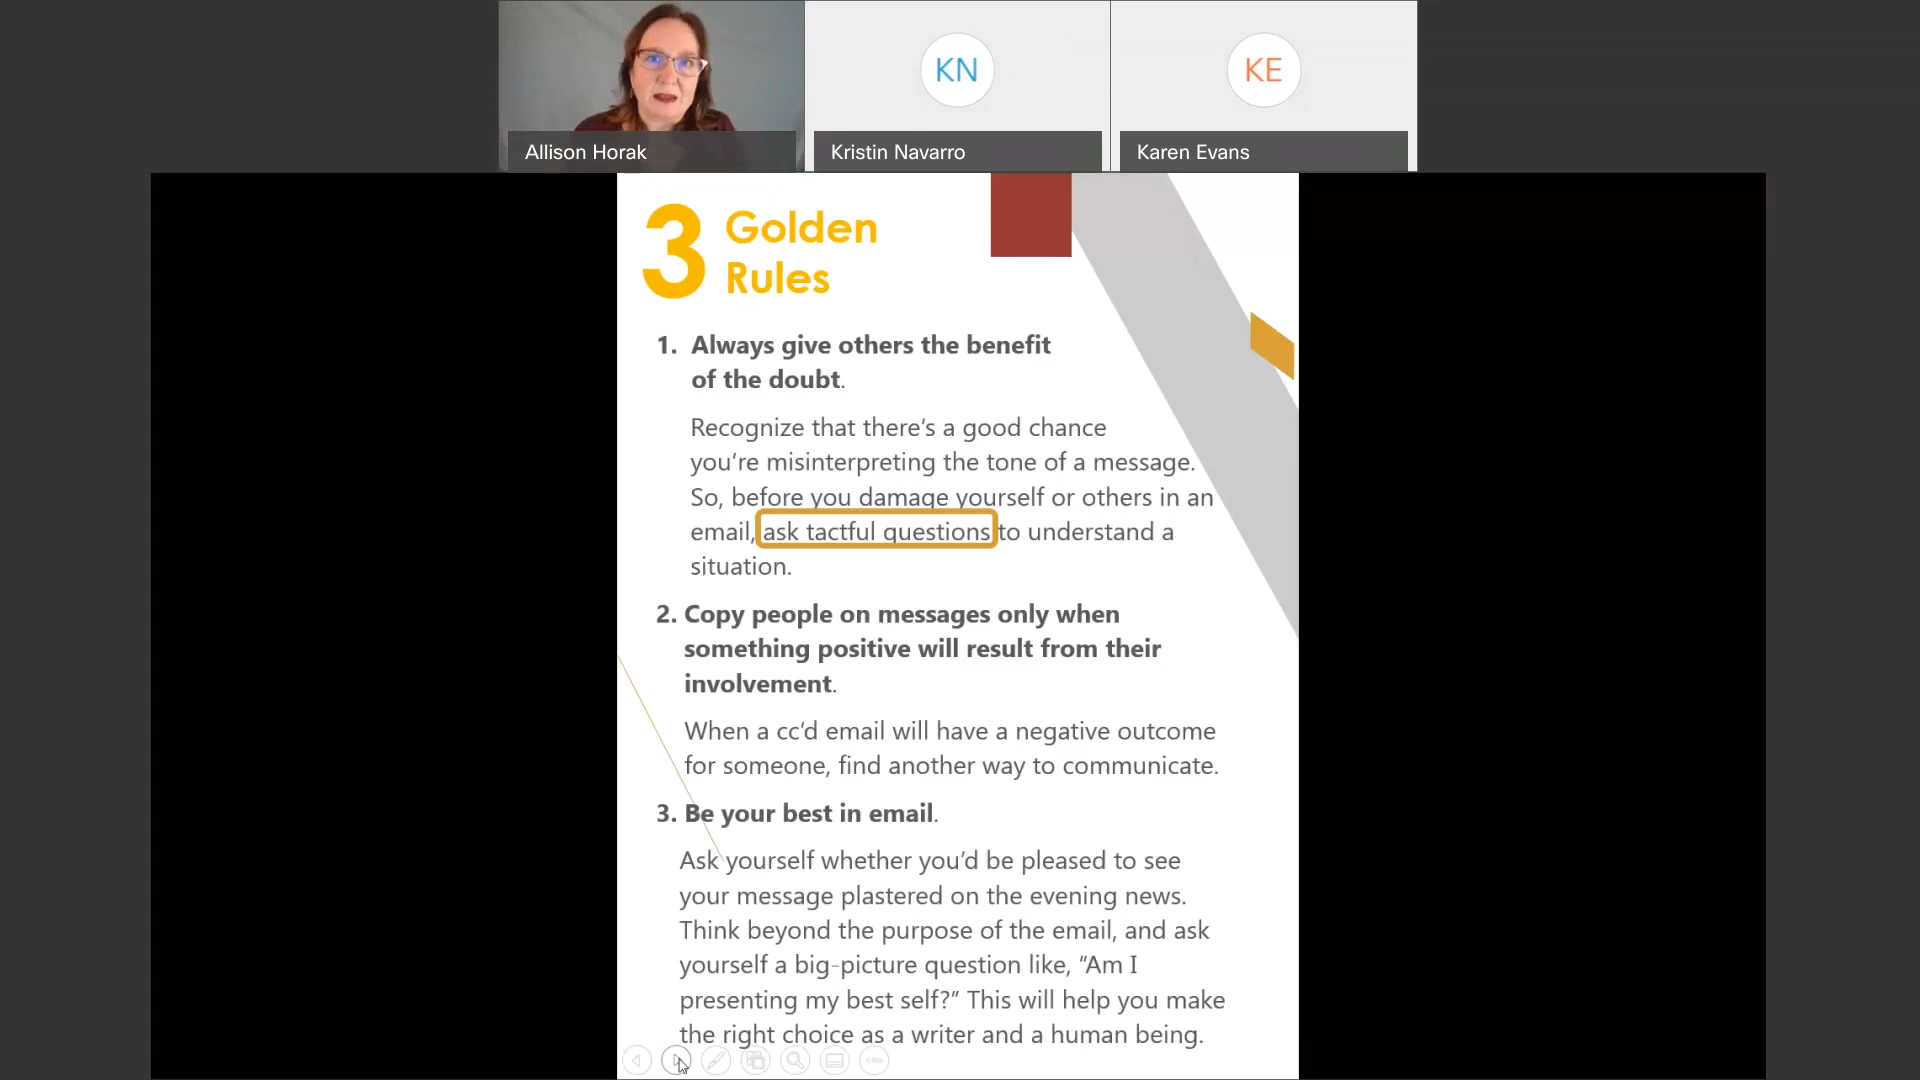 KN
KE
Allison Horak
Kristin Navarro
Karen Evans
3 Golden
Rules
1. Always give others the benefit
of the doubt.
Recognize that there’s a good chance
you’re misinterpreting the tone of a message.
So, before you damage yourself or others in an
email, ask tactful questions to understand a
situation.
2. Copy people on messages only when
something positive will result from their
involvement.
When a cc’d email will have a negative outcome
for someone, find another way to communicate.
3. Be your best in email.
Ask yourself whether you’d be pleased to see
your message plastered on the evening news.
Think beyond the purpose of the email, and ask
yourself a big-picture question like, “Am I
presenting my best self?” This will help you make
the right choice as a writer and a human being.